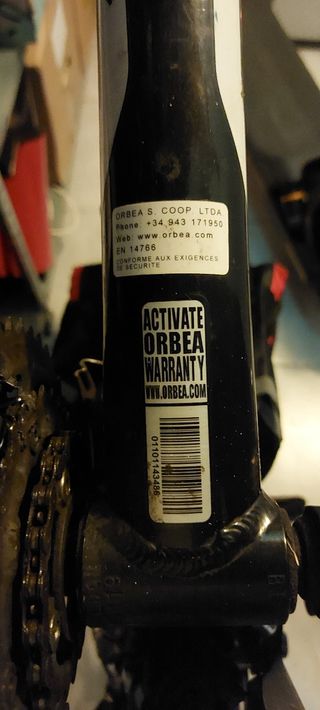 ORBEA S. COOP. LTDA
Phone: +34 943 171950
Web: www.orbea.com
EN 14766
CONFORME AUX EXIGENCES
DE SECURITE
ACTIVATE
ORBEA
WARRANTY
WWW.ORBEA.COM
01101143486